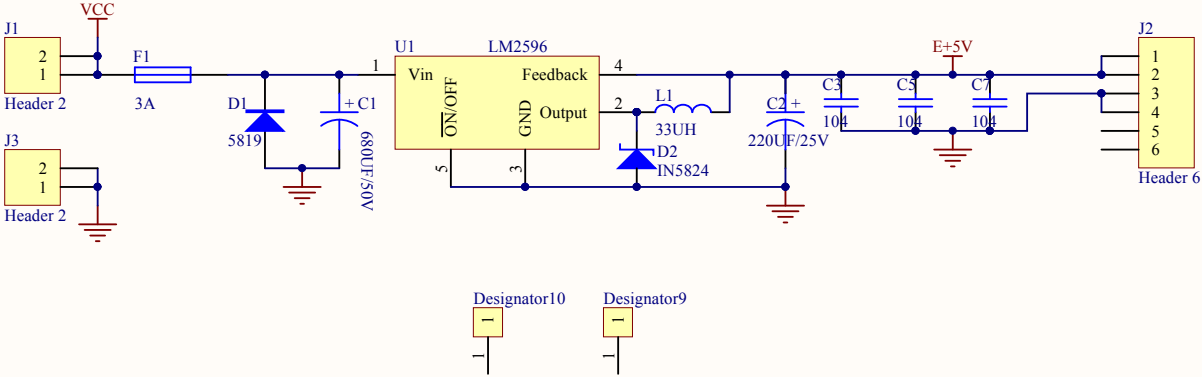 VCC
J1
2
1
Header 2
F1
3A
J3
2
1
Header 2
D1
5819
+ C1
680UF/50V
U1
LM2596
1
Vin
Feedback
4
ON/OFF
GND
Output
2
5
3
L1
33UH
D2
IN5824
C2 +
220UF/25V
E+5V
C3
104
C5
104
C7
104
J2
1
2
3
4
5
6
Header 6
Designator10
1
1
Designator9
1
1